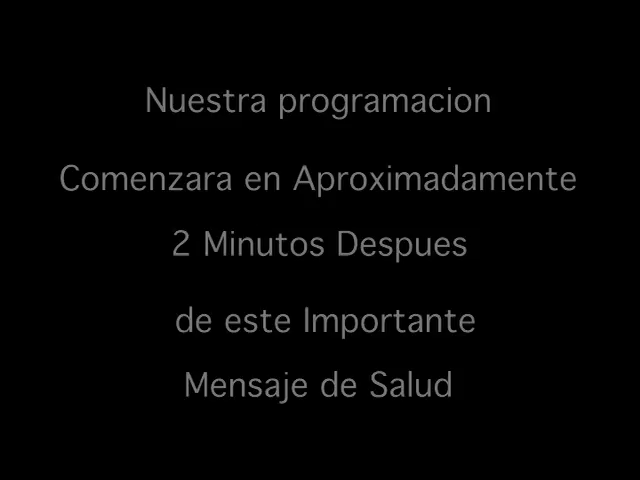 Nuestra programacion
Comenzara en Aproximadamente
2 Minutos Despues
de este Importante
Mensaje de Salud